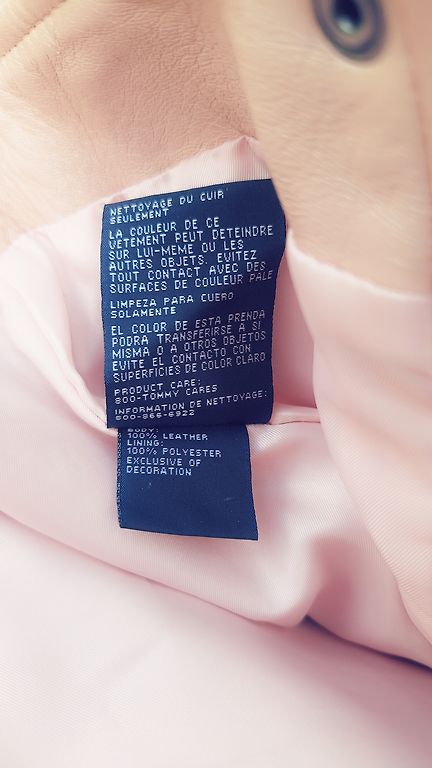 NETTOYAGE DU CUIR
SEULEMENT
LA COULEUR DE CE
VETEMENT PEUT DETEINDRE
SUR LUI-MEME OU LES
AUTRES OBJETS. EVITEZ
TOUT CONTACT AVEC DES
SURFACES DE COULEUR PALE
LIMPEZA PARA CUERO
SOLAMENTE
EL COLOR DE ESTA PRENDA
PODRA TRANSFERIRSE A SI
MISMA O A OTROS OBJETOS
EVITE EL CONTACTO CON
SUPERFICIES DE COLOR CLARO
PRODUCT CARE:
800-TOMMY CARES
INFORMATION DE NETTOYAGE:
800-866-6922
BODY:
100% LEATHER
LINING:
100% POLYESTER
EXCLUSIVE OF
DECORATION